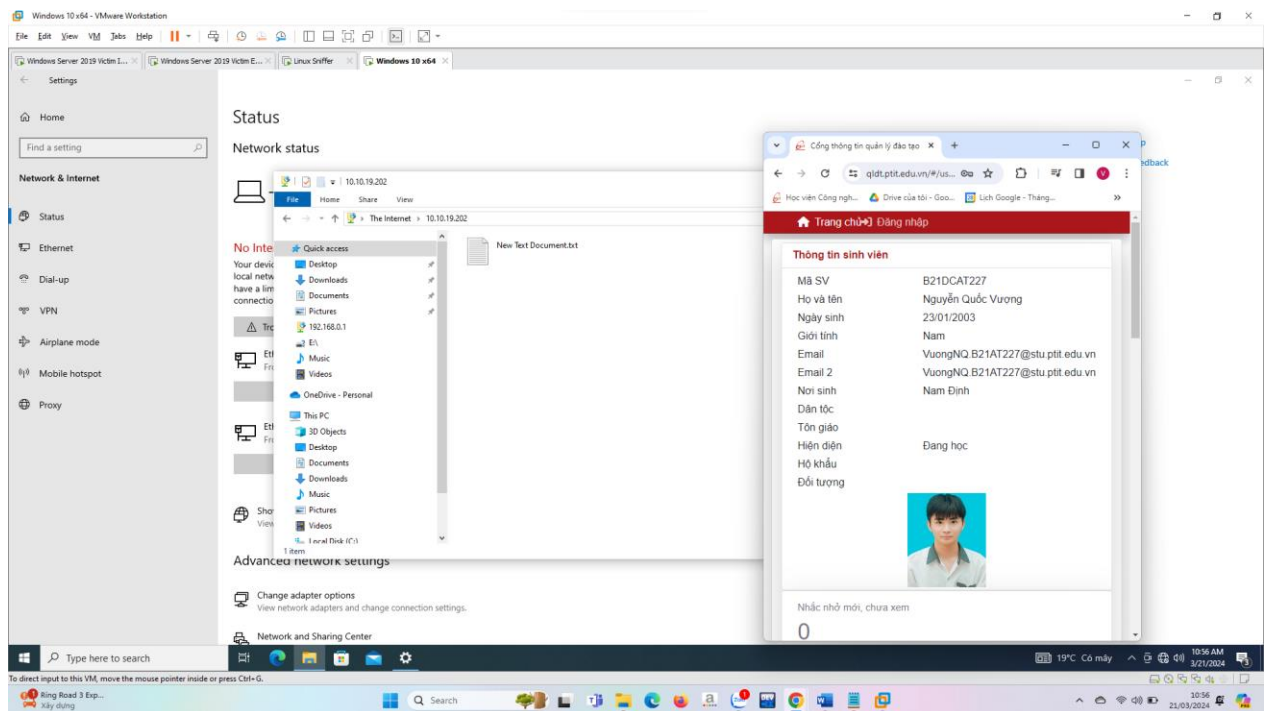 Windows 10 x64 - VMware Workstation
File Edit View VM Tabs Help
Windows Server 2019 Victim I... Windows Server 2019 Victim E... Linux Sniffer Windows 10 x64
Settings
Home
Find a setting
Network & Internet
Status
Ethernet
Dial-up
VPN
Airplane mode
Mobile hotspot
Proxy
Status
Network status
No Inte
Your devic
local netw
have a lim
connectio
Tro
Eth
Fro
Eth
Fro
Sho
View
Advanced network settings
Change adapter options
View network adapters and change connection settings.
Network and Sharing Center
10.10.19.202
File Home Share View
The Internet > 10.10.19.202
Quick access
Desktop
Downloads
Documents
Pictures
192.168.0.1
E:\
Music
Videos
OneDrive - Personal
This PC
3D Objects
Desktop
Documents
Downloads
Music
Pictures
Videos
Local Disk (C:)
1 item
New Text Document.txt
p
edback
Cổng thông tin quản lý đào tạo
qldt.ptit.edu.vn/#/us...
V
Học viện Công ngh... Drive của tôi - Goo... Lịch Google - Tháng...
Trang chủ Đăng nhập
Thông tin sinh viên
Mã SV B21DCAT227
Họ và tên Nguyễn Quốc Vượng
Ngày sinh 23/01/2003
Giới tính Nam
Email VuongNQ.B21AT227@stu.ptit.edu.vn
Email 2 VuongNQ.B21AT227@stu.ptit.edu.vn
Nơi sinh Nam Định
Dân tộc
Tôn giáo
Hiện diện Đang học
Hộ khẩu
Đối tượng
Nhắc nhở mới, chưa xem
0
Type here to search
19°C Có mây
10:56 AM
3/21/2024
To direct input to this VM, move the mouse pointer inside or press Ctrl+G.
Ring Road 3 Exp...
Xây dựng
Search
10:56
21/03/2024